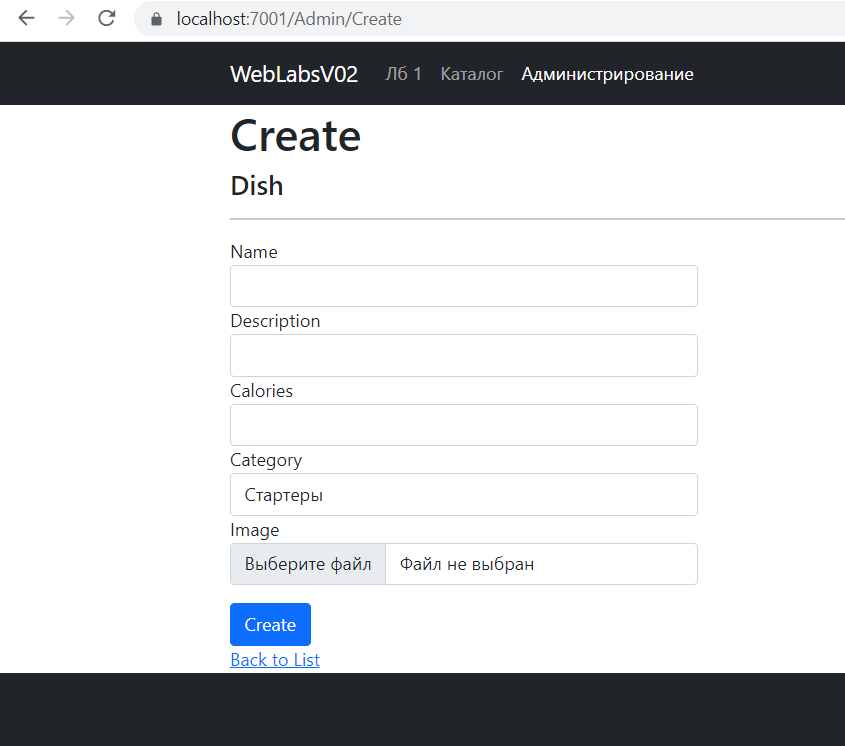 localhost:7001/Admin/Create
WebLabsV02 Лб 1 Каталог Администрирование
Create
Dish
Name
Description
Calories
Category
Стартеры
Image
Выберите файл Файл не выбран
Create
Back to List